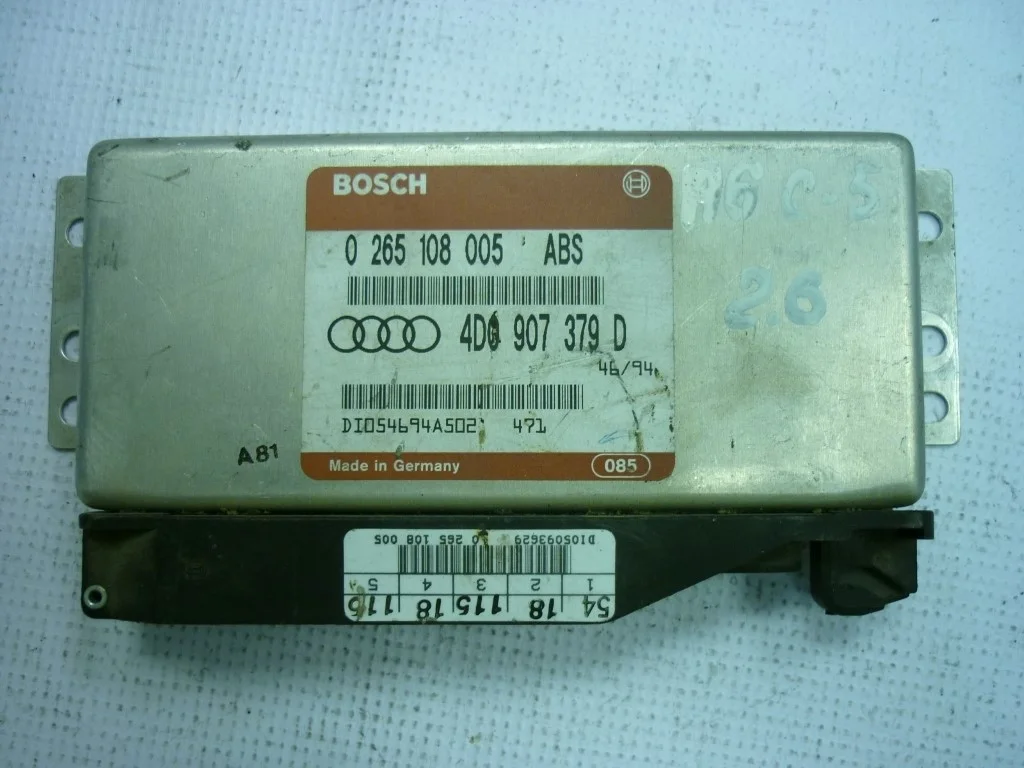 BOSCH
0 265 108 005 ABS
4D0 907 379 D
46/94
DI054694A502 471
Made in Germany 085
A81
A6 C-5
2.6
DI05093629 0 265 108 005
1 2 3 4 5
54 18 115 18 116